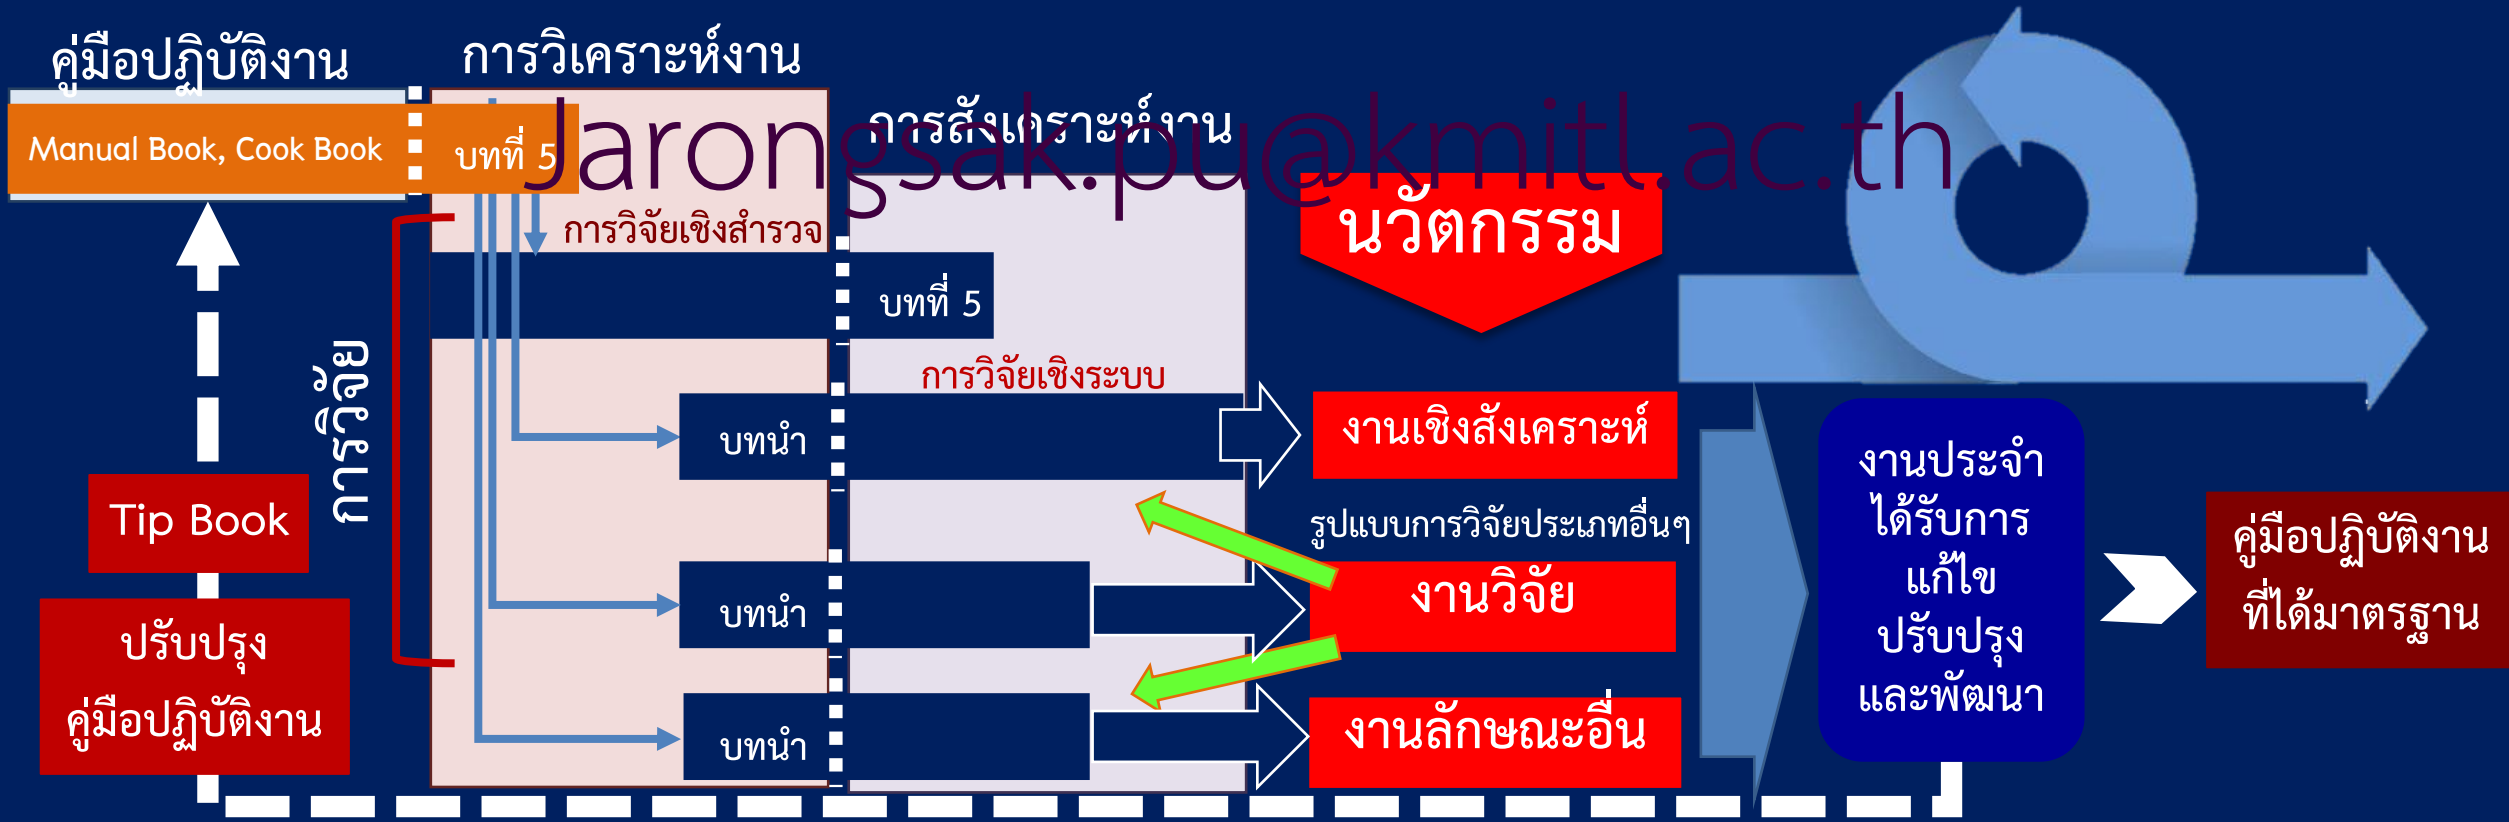 คู่มือปฏิบัติงาน
การวิเคราะห์งาน
การสังเคราะห์งาน
Jarongsak.pu@kmitl.ac.th
Manual Book, Cook Book
บทที่ 5
การวิจัยเชิงสำรวจ
นวัตกรรม
บทที่ 5
การวิจัย
การวิจัยเชิงระบบ
บทนำ
งานเชิงสังเคราะห์
รูปแบบการวิจัยประเภทอื่นๆ
บทนำ
งานวิจัย
บทนำ
งานลักษณะอื่น
Tip Book
ปรับปรุง
คู่มือปฏิบัติงาน
งานประจำ
ได้รับการ
แก้ไข
ปรับปรุง
และพัฒนา
คู่มือปฏิบัติงาน
ที่ได้มาตรฐาน